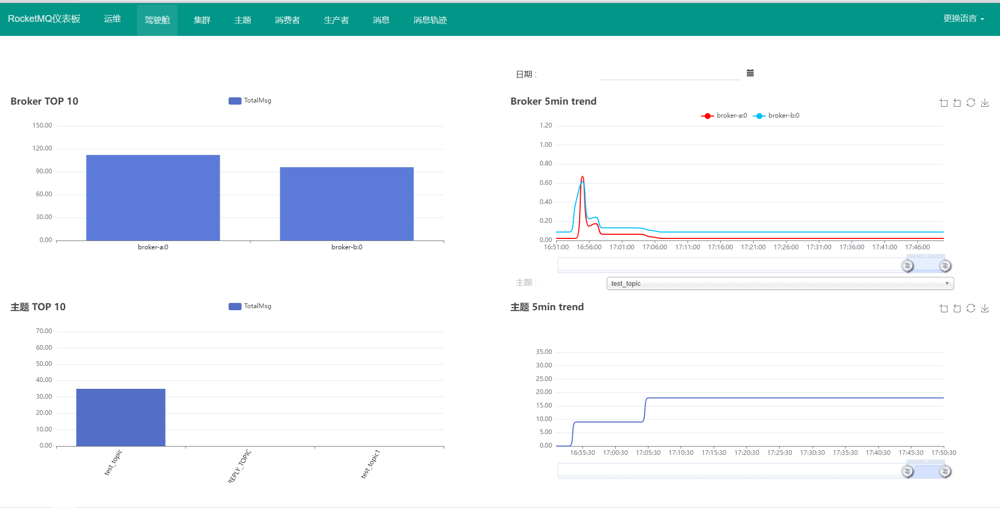 RocketMQ仪表板 运维 驾驶舱 集群 主题 消费者 生产者 消息 消息轨迹 更换语言
日期 :
Broker TOP 10
TotalMsg
150.00
120.00
90.00
60.00
30.00
0.00
broker-a:0 broker-b:0
Broker 5min trend
broker-a:0 broker-b:0
1.20
1.00
0.80
0.60
0.40
0.20
0.00
16:51:00 16:56:00 17:01:00 17:06:00 17:11:00 17:16:00 17:21:00 17:26:00 17:31:00 17:36:00 17:41:00 17:46:00
主题 :
test_topic
主题 TOP 10
TotalMsg
70.00
60.00
50.00
40.00
30.00
20.00
10.00
0.00
test_topic REPLY_TOPIC test_topic1
主题 5min trend
35.00
30.00
25.00
20.00
15.00
10.00
5.00
0.00
16:55:30 17:00:30 17:05:30 17:10:30 17:15:30 17:20:30 17:25:30 17:30:30 17:35:30 17:40:30 17:45:30 17:50:30